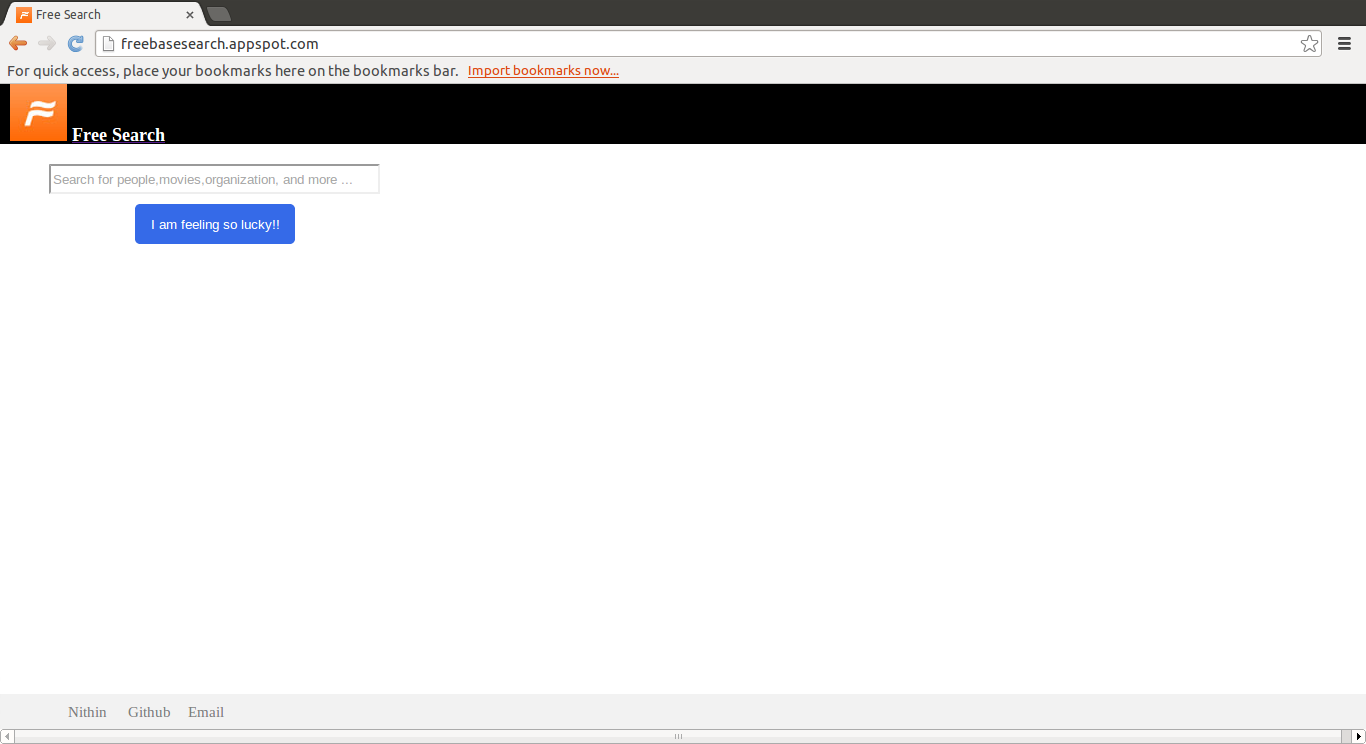 Free Search
freebasesearch.appspot.com
For quick access, place your bookmarks here on the bookmarks bar. Import bookmarks now...
Free Search
Search for people,movies,organization, and more ...
I am feeling so lucky!!
Nithin Github Email